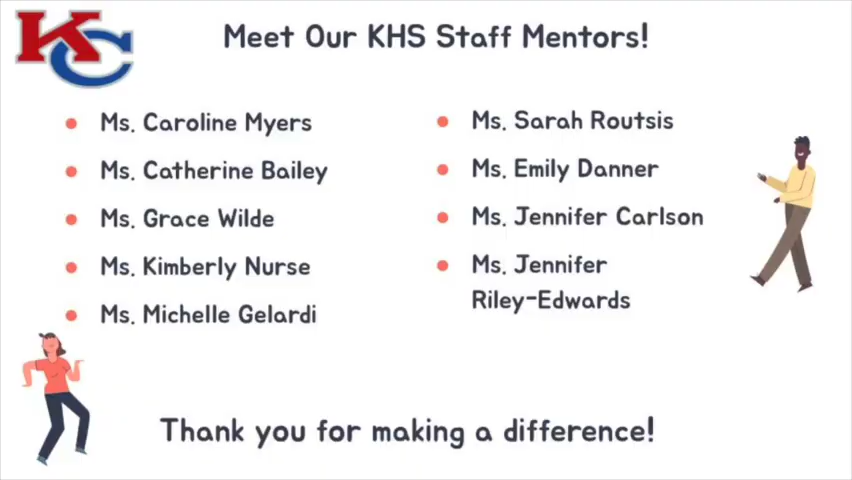 KC
Meet Our KHS Staff Mentors!
Ms. Caroline Myers
Ms. Catherine Bailey
Ms. Grace Wilde
Ms. Kimberly Nurse
Ms. Michelle Gelardi
Ms. Sarah Routsis
Ms. Emily Danner
Ms. Jennifer Carlson
Ms. Jennifer
Riley-Edwards
Thank you for making a difference!